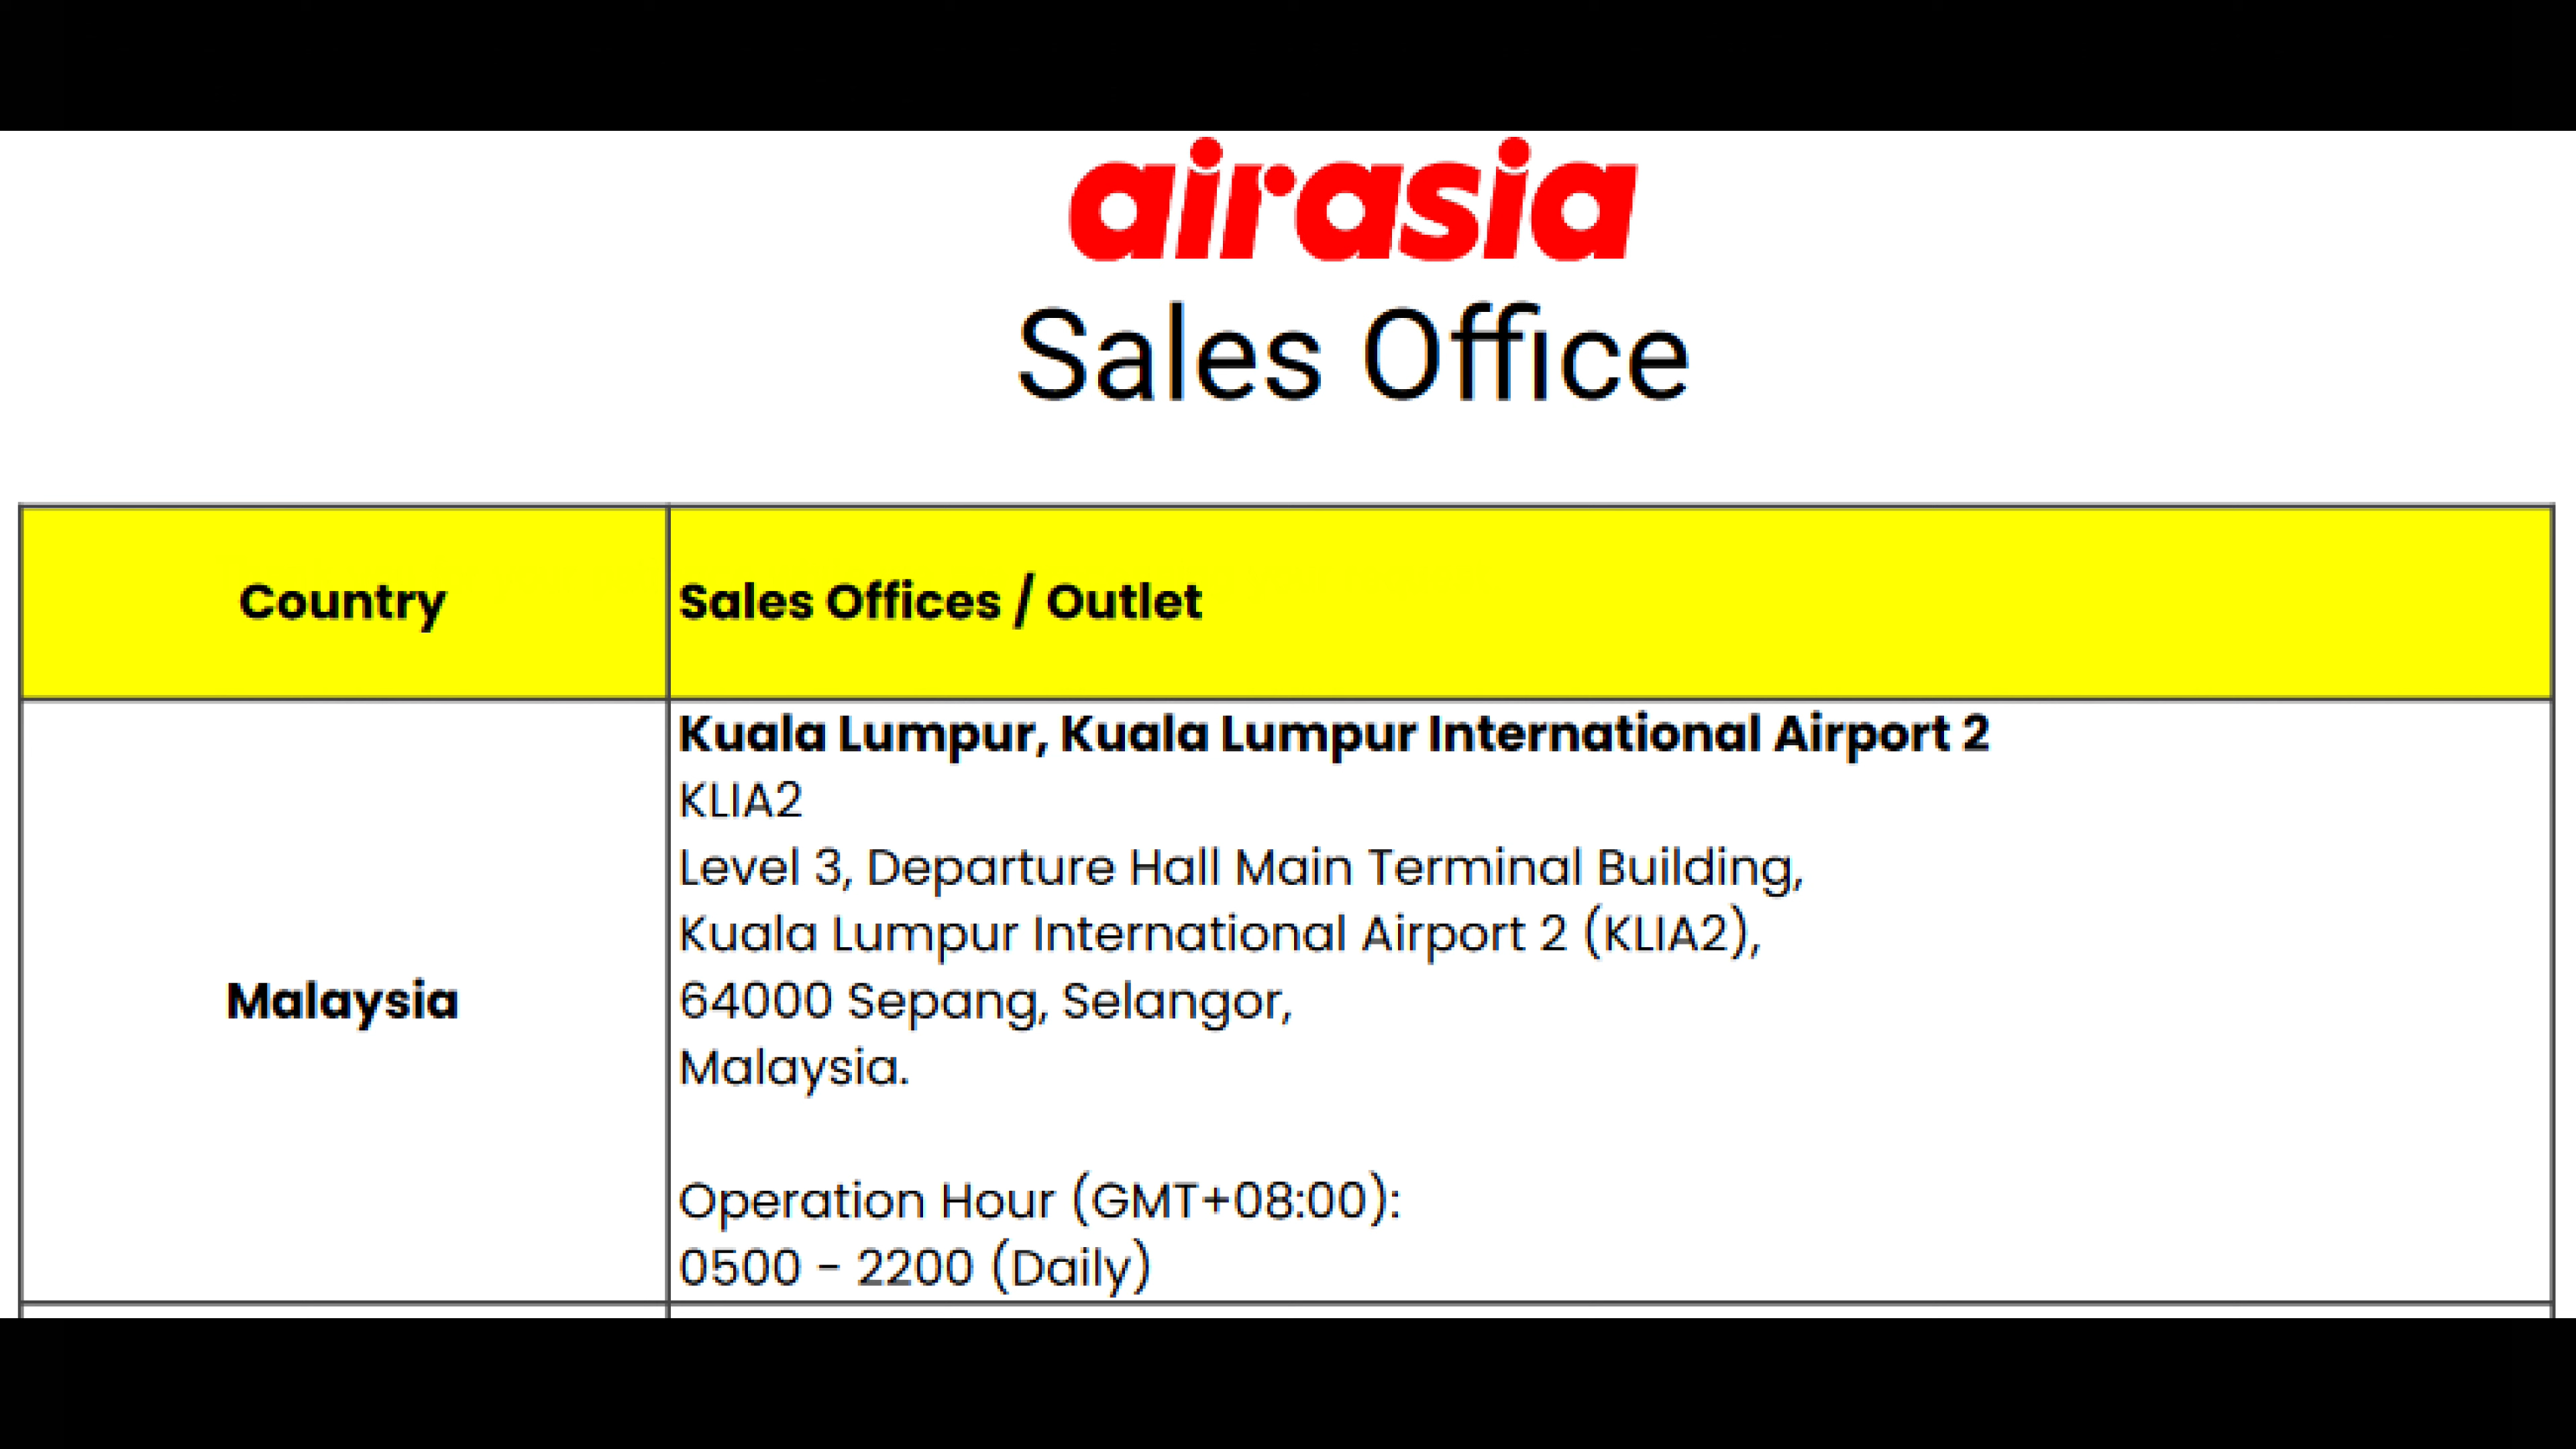 airasia
Sales Office
Country
Sales Offices / Outlet
Malaysia
Kuala Lumpur, Kuala Lumpur International Airport 2
KLIA2
Level 3, Departure Hall Main Terminal Building,
Kuala Lumpur International Airport 2 (KLIA2),
64000 Sepang, Selangor,
Malaysia.
Operation Hour (GMT+08:00):
0500 - 2200 (Daily)